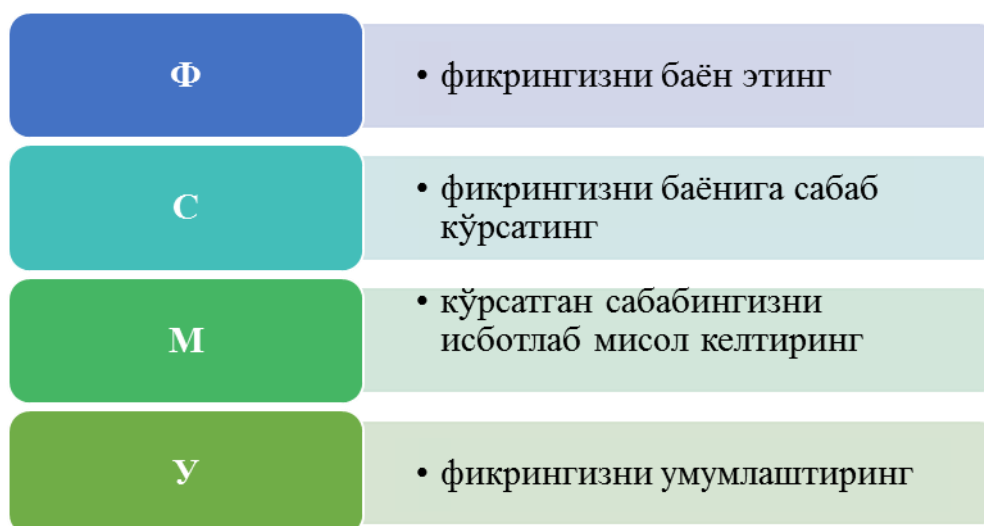 Ф
• фикрингизни баён этинг
С
• фикрингизни баёнига сабаб
кўрсатинг
М
• кўрсатган сабабингизни
исботлаб мисол келтиринг
У
• фикрингизни умумлаштиринг